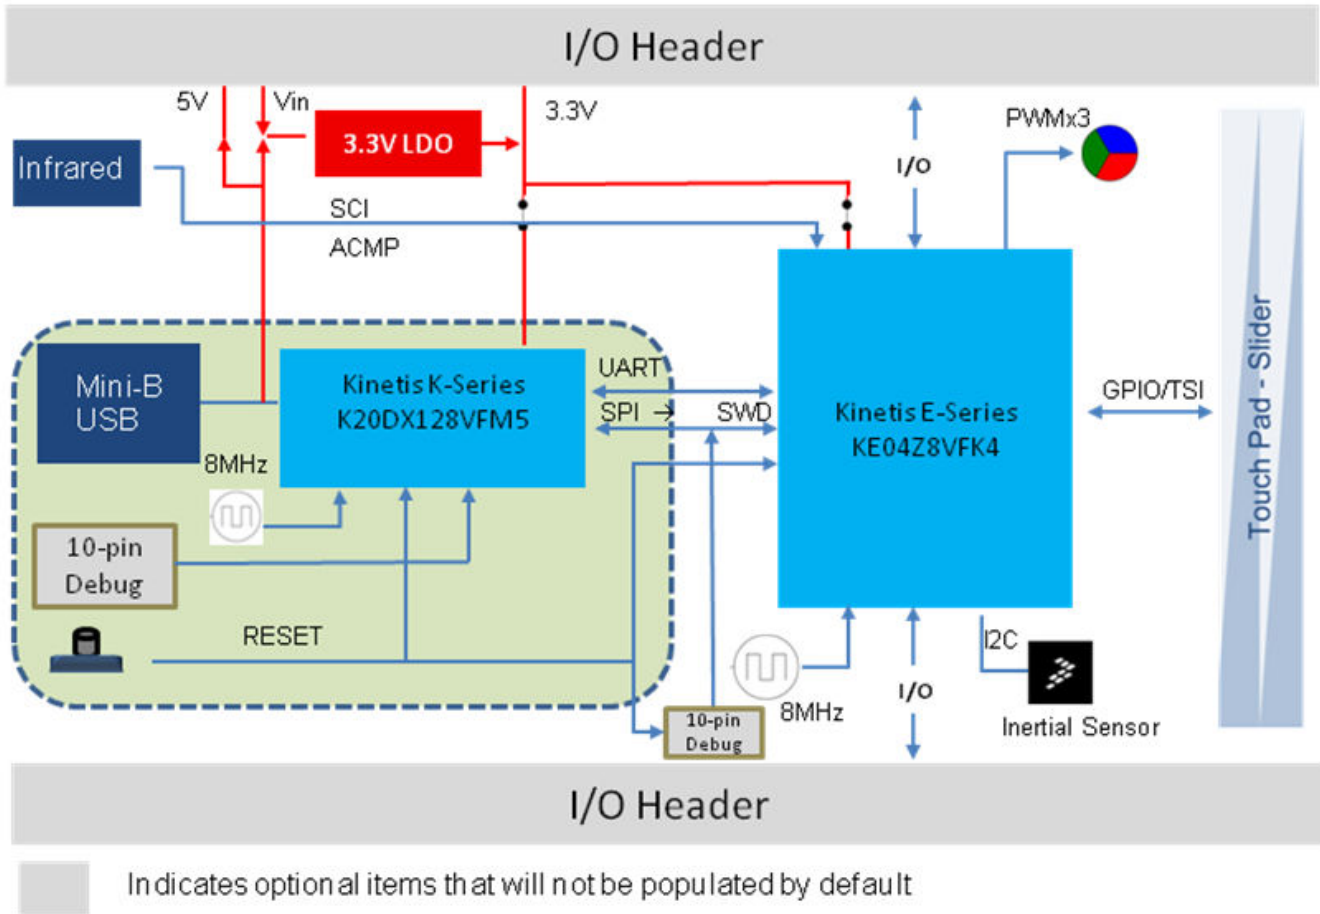 I/O Header
5V
Vin
3.3V
3.3V LDO
PWMx3
Infrared
I/O
SCI
ACMP
Mini-B
USB
Kinetis K-Series
K20DX128VFM5
UART
SPI →
SWD
Kinetis E-Series
KE04Z8VFK4
GPIO/TSI
Touch Pad - Slider
8MHz
10-pin
Debug
RESET
I2C
I/O
8MHz
10-pin
Debug
Inertial Sensor
I/O Header
Indicates optional items that will not be populated by default